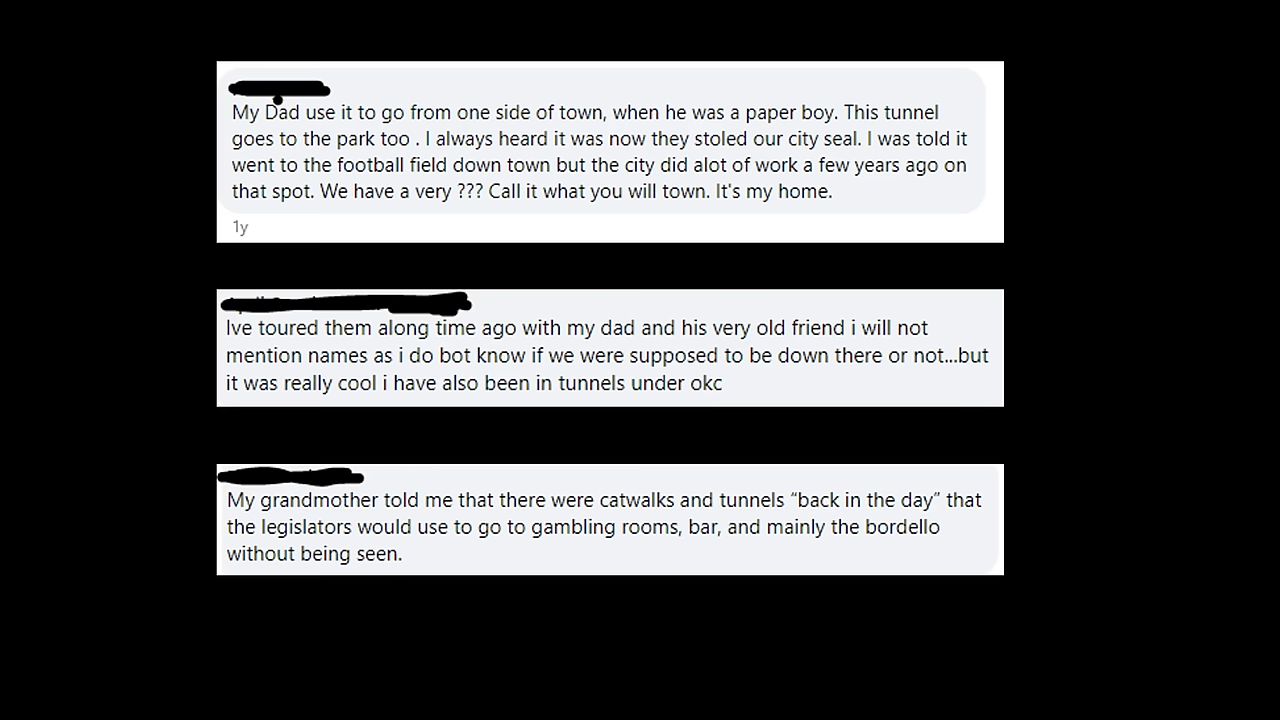 My Dad use it to go from one side of town, when he was a paper boy. This tunnel
goes to the park too . I always heard it was now they stoled our city seal. I was told it
went to the football field down town but the city did alot of work a few years ago on
that spot. We have a very ??? Call it what you will town. It's my home.
1y
Ive toured them along time ago with my dad and his very old friend i will not
mention names as i do bot know if we were supposed to be down there or not...but
it was really cool i have also been in tunnels under okc
My grandmother told me that there were catwalks and tunnels “back in the day” that
the legislators would use to go to gambling rooms, bar, and mainly the bordello
without being seen.